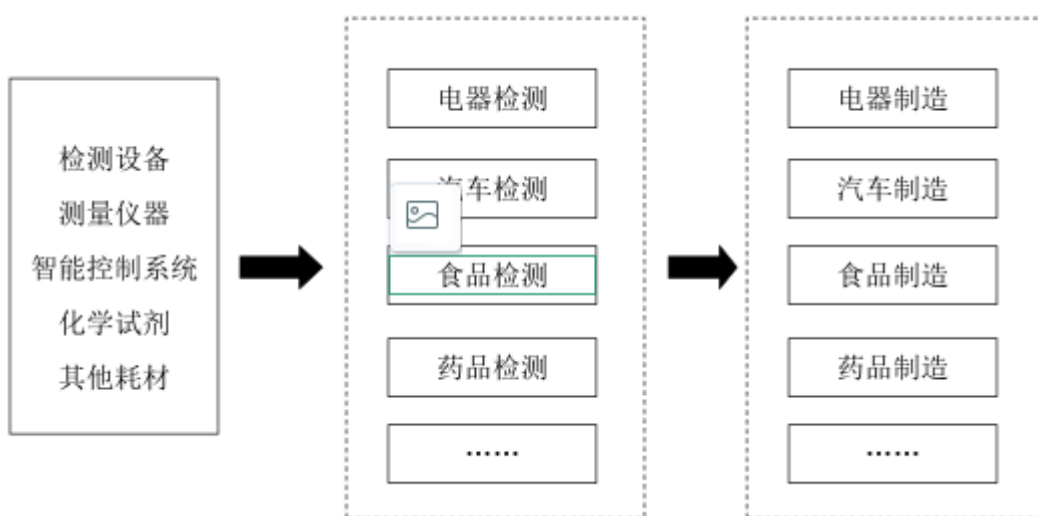 检测设备
测量仪器
智能控制系统
化学试剂
其他耗材
电器检测
汽车检测
食品检测
药品检测
……
电器制造
汽车制造
食品制造
药品制造
……